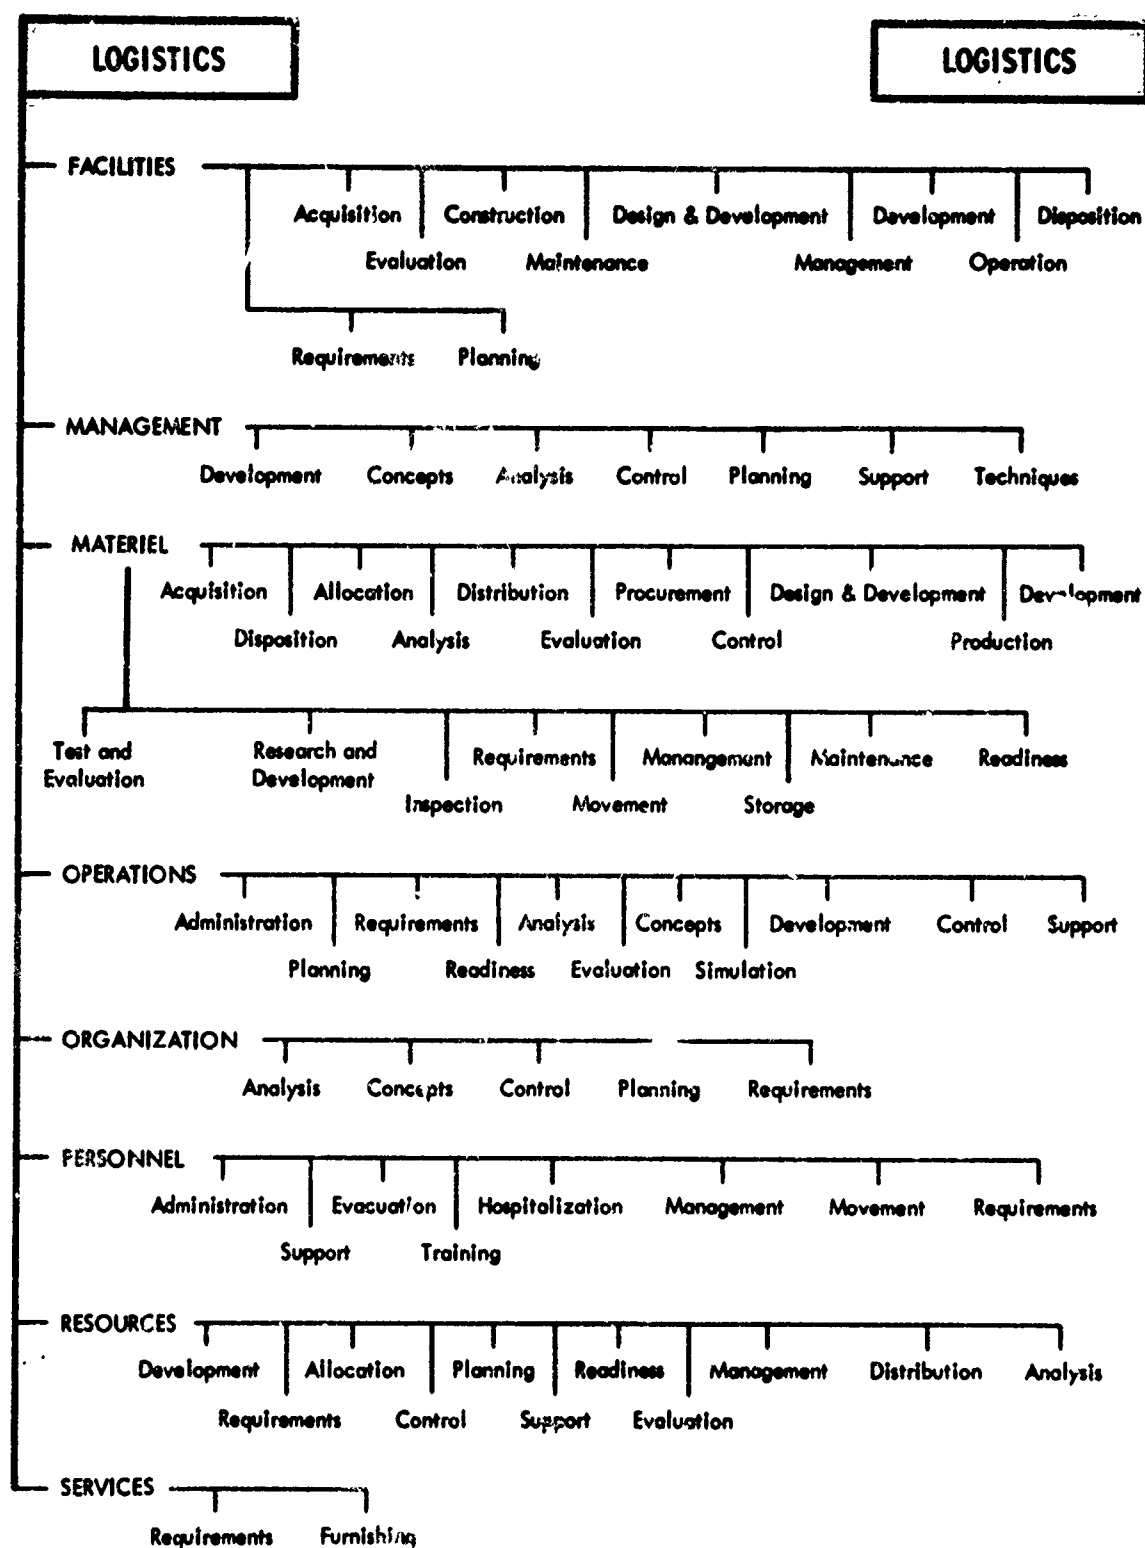 LOGISTICS LOGISTICS
FACILITIES
Acquisition Construction Design & Development Development Disposition
Evaluation Maintenance Management Operation
Requirements Planning
MANAGEMENT
Development Concepts Analysis Control Planning Support Techniques
MATERIEL
Acquisition Allocation Distribution Procurement Design & Development Development
Disposition Analysis Evaluation Control Production
Test and Research and Requirements Manangement Maintenance Readiness
Evaluation Development
Inspection Movement Storage
OPERATIONS
Administration Requirements Analysis Concepts Development Control Support
Planning Readiness Evaluation Simulation
ORGANIZATION
Analysis Concepts Control Planning Requirements
PERSONNEL
Administration Evacuation Hospitalization Management Movement Requirements
Support Training
RESOURCES
Development Allocation Planning Readiness Management Distribution Analysis
Requirements Control Support Evaluation
SERVICES
Requirements Furnishing